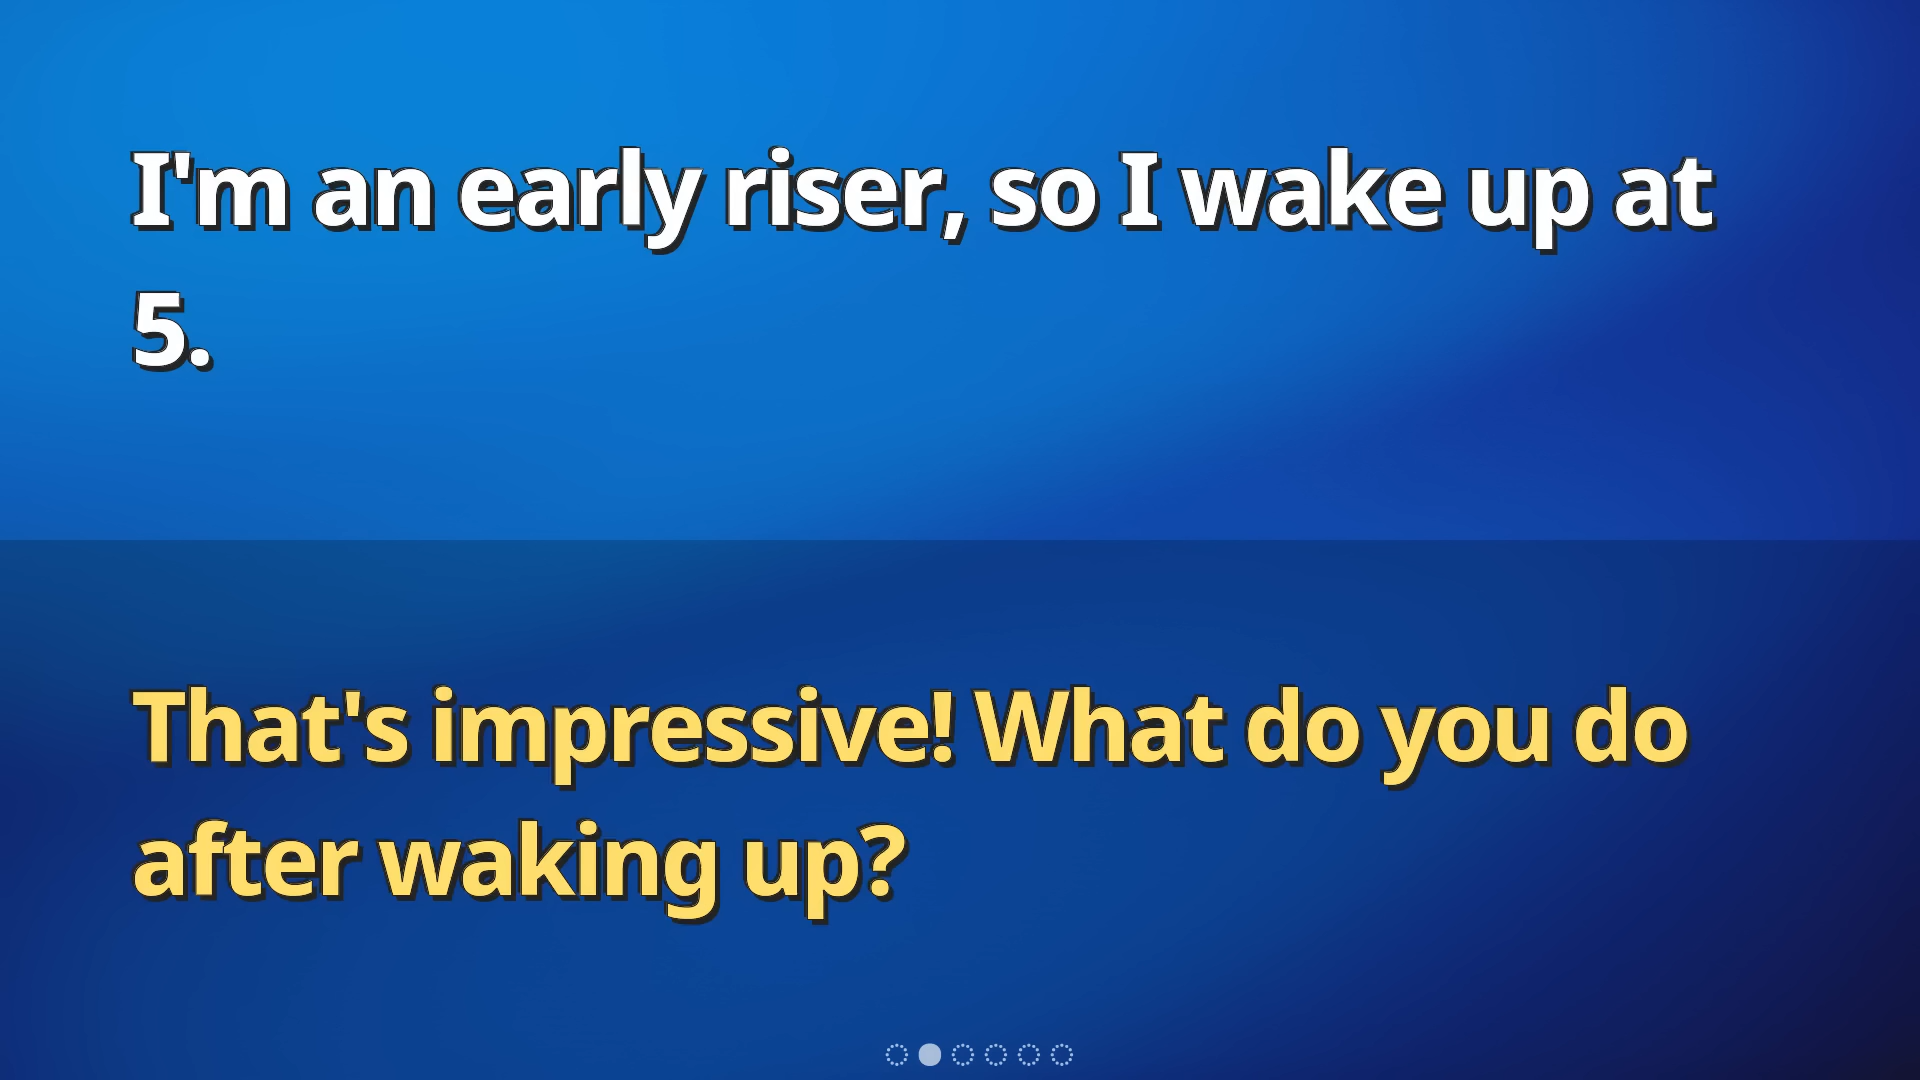 I'm an early riser, so I wake up at
5.
That's impressive! What do you do
after waking up?